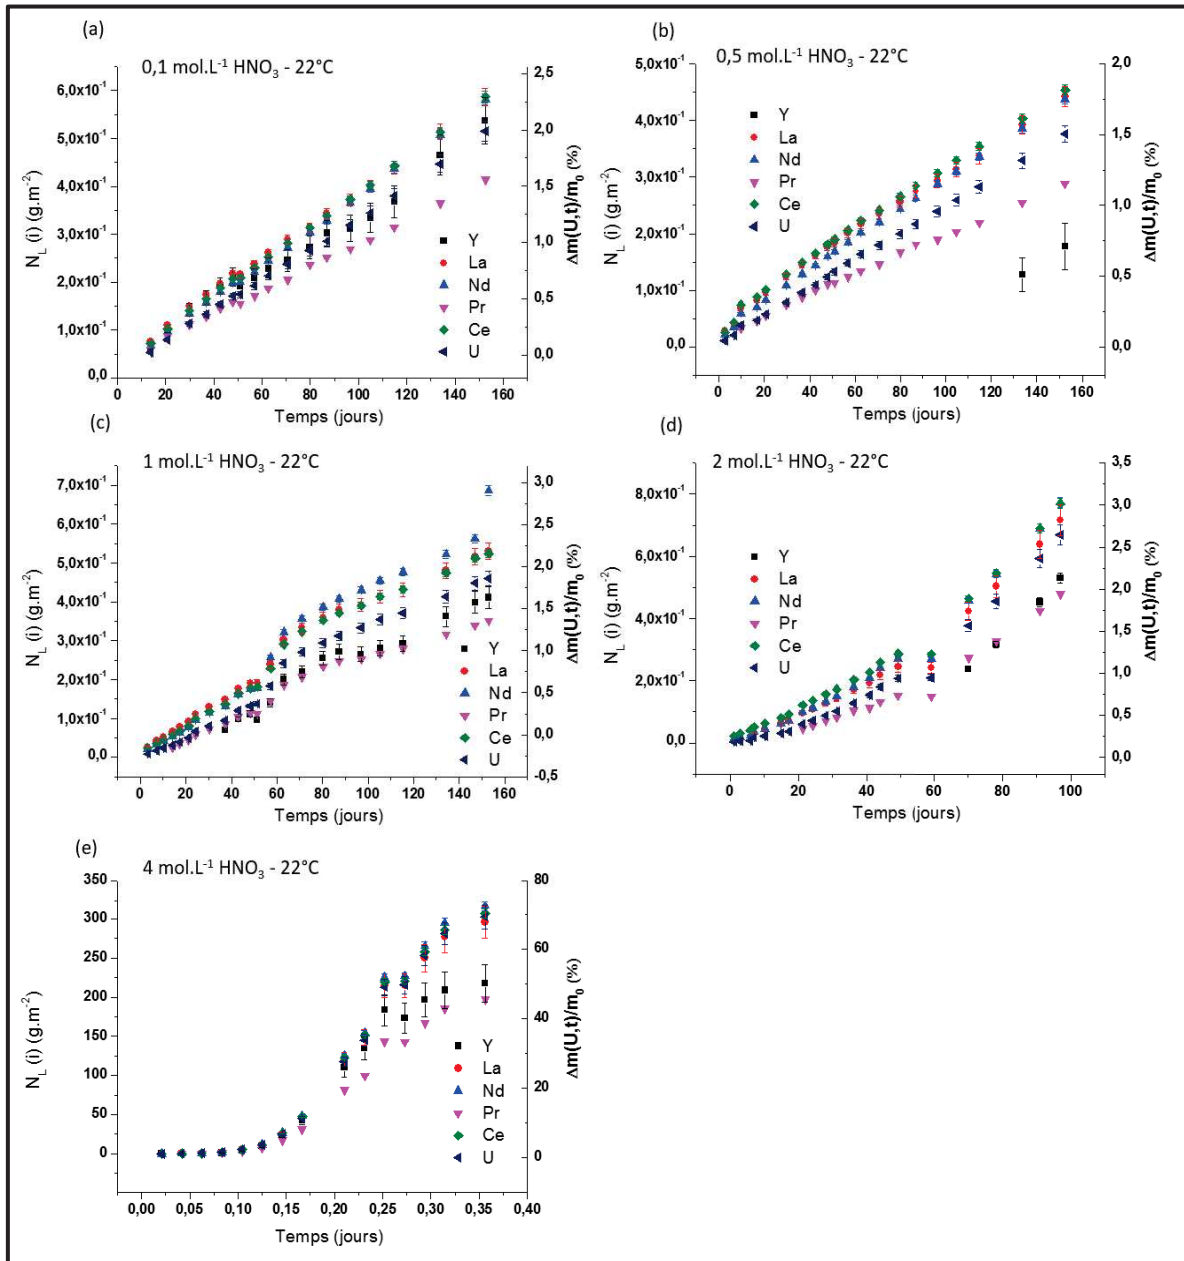 (a)
0,1 mol.L⁻¹ HNO₃ - 22°C
N_L (i) (g.m⁻²)
6,0x10⁻¹
5,0x10⁻¹
4,0x10⁻¹
3,0x10⁻¹
2,0x10⁻¹
1,0x10⁻¹
0,0
2,5
2,0
1,5
1,0
0,5
0,0
Δm(U,t)/m₀ (%)
Y
La
Nd
Pr
Ce
U
0 20 40 60 80 100 120 140 160
Temps (jours)
(b)
0,5 mol.L⁻¹ HNO₃ - 22°C
N_L (i) (g.m⁻²)
5,0x10⁻¹
4,0x10⁻¹
3,0x10⁻¹
2,0x10⁻¹
1,0x10⁻¹
0,0
2,0
1,5
1,0
0,5
0,0
Δm(U,t)/m₀ (%)
Y
La
Nd
Pr
Ce
U
0 20 40 60 80 100 120 140 160
Temps (jours)
(c)
1 mol.L⁻¹ HNO₃ - 22°C
N_L (i) (g.m⁻²)
7,0x10⁻¹
6,0x10⁻¹
5,0x10⁻¹
4,0x10⁻¹
3,0x10⁻¹
2,0x10⁻¹
1,0x10⁻¹
0,0
3,0
2,5
2,0
1,5
1,0
0,5
0,0
-0,5
Δm(U,t)/m₀ (%)
Y
La
Nd
Pr
Ce
U
0 20 40 60 80 100 120 140 160
Temps (jours)
(d)
2 mol.L⁻¹ HNO₃ - 22°C
N_L (i) (g.m⁻²)
8,0x10⁻¹
6,0x10⁻¹
4,0x10⁻¹
2,0x10⁻¹
0,0
3,5
3,0
2,5
2,0
1,5
1,0
0,5
0,0
Δm(U,t)/m₀ (%)
Y
La
Nd
Pr
Ce
U
0 20 40 60 80 100
Temps (jours)
(e)
4 mol.L⁻¹ HNO₃ - 22°C
N_L (i) (g.m⁻²)
350
300
250
200
150
100
50
0
80
60
40
20
0
Δm(U,t)/m₀ (%)
Y
La
Nd
Pr
Ce
U
0,00 0,05 0,10 0,15 0,20 0,25 0,30 0,35 0,40
Temps (jours)